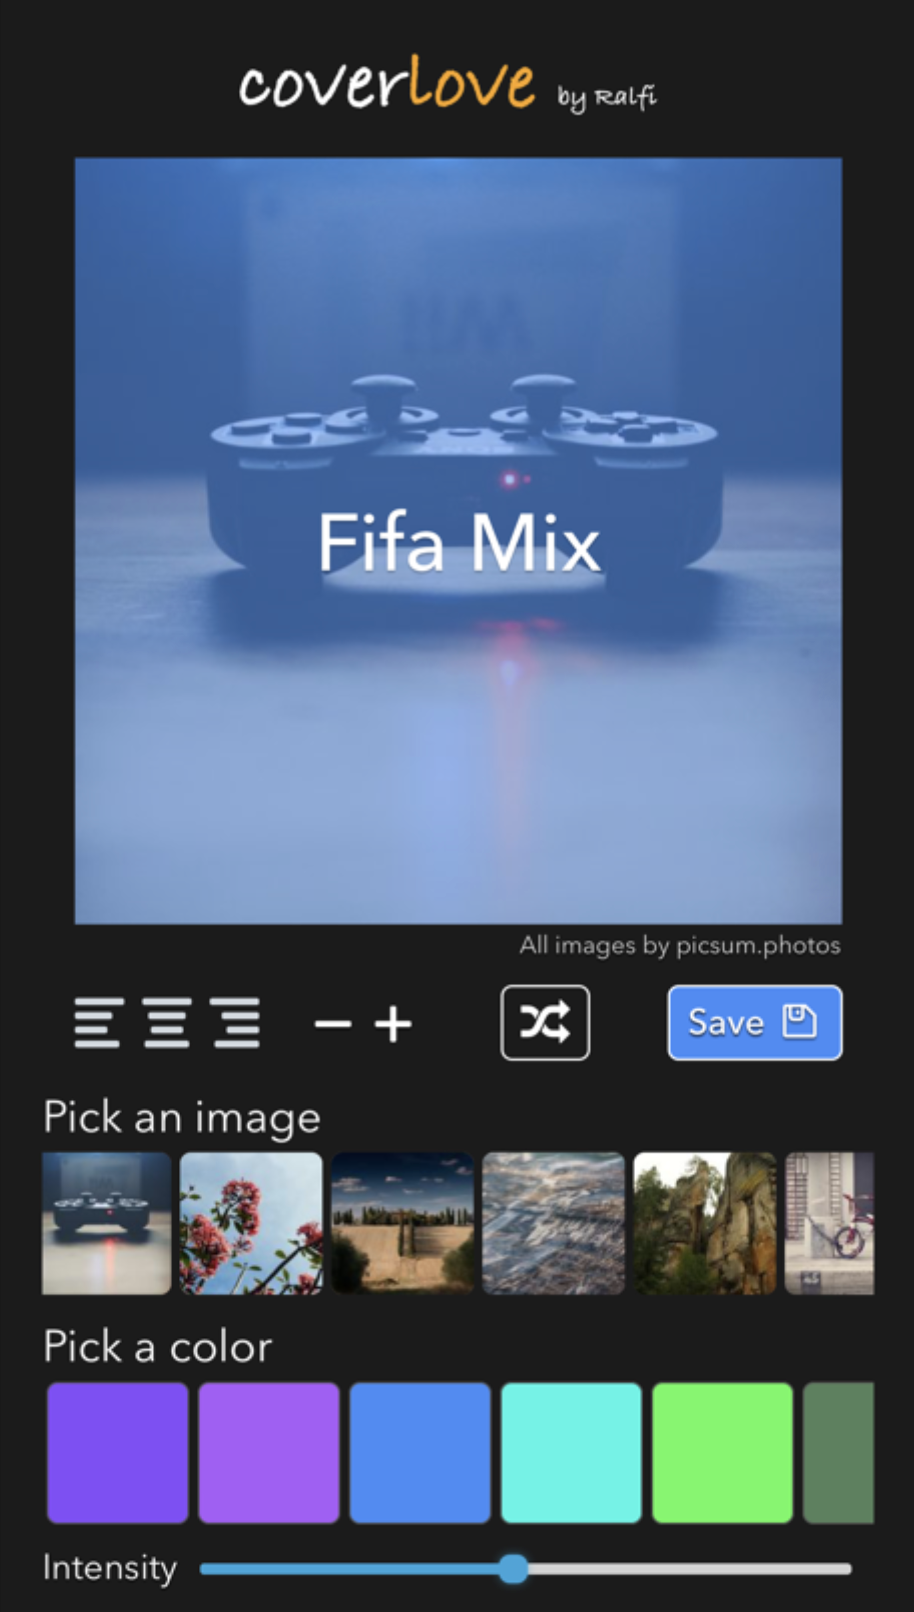 coverlove by Ralfi
Fifa Mix
All images by picsum.photos
Save
Pick an image
Pick a color
Intensity